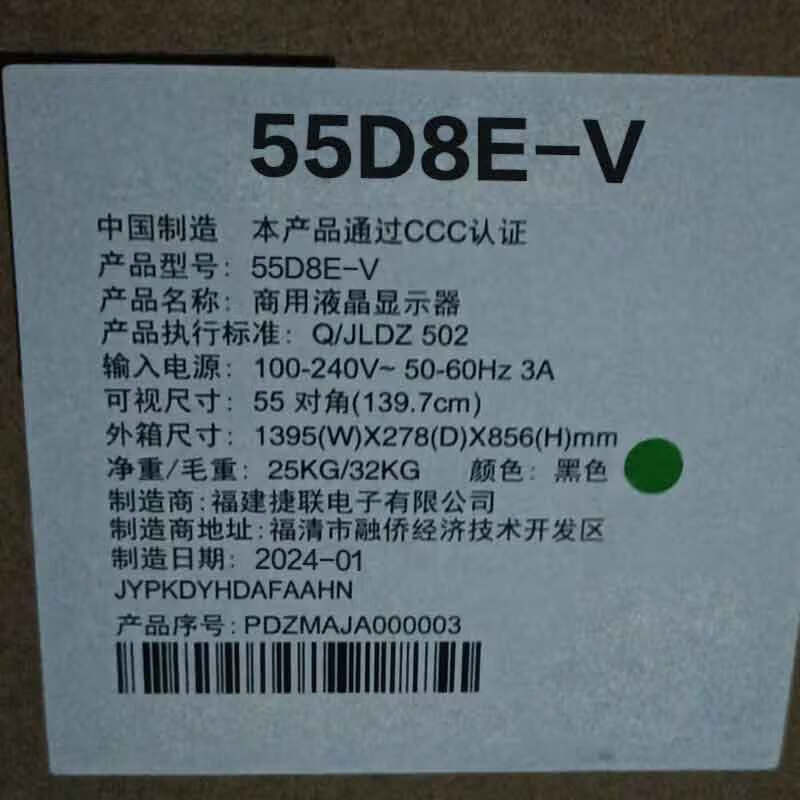 55D8E-V
中国制造 本产品通过CCC认证
产品型号: 55D8E-V
产品名称: 商用液晶显示器
产品执行标准: Q/JLDZ 502
输入电源: 100-240V~ 50-60Hz 3A
可视尺寸: 55 对角(139.7cm)
外箱尺寸: 1395(W)X278(D)X856(H)mm
净重/毛重: 25KG/32KG 颜色: 黑色
制造商:福建捷联电子有限公司
制造商地址:福清市融侨经济技术开发区
制造日期: 2024-01
JYPKDYHDAFAAHN
产品序号:PDZMAJA000003